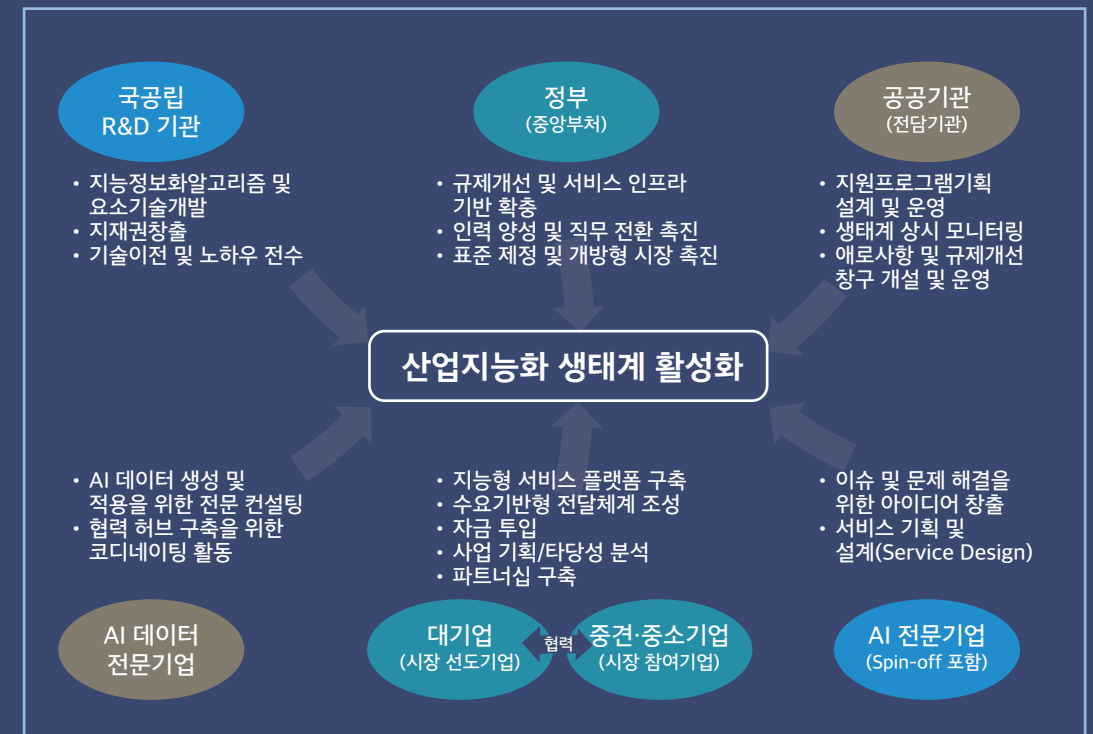 국공립
R&D 기관
• 지능정보화알고리즘 및
요소기술개발
• 지재권창출
• 기술이전 및 노하우 전수
정부
(중앙부처)
• 규제개선 및 서비스 인프라
기반 확충
• 인력 양성 및 직무 전환 촉진
• 표준 제정 및 개방형 시장 촉진
공공기관
(전담기관)
• 지원프로그램기획
설계 및 운영
• 생태계 상시 모니터링
• 애로사항 및 규제개선
창구 개설 및 운영
산업지능화 생태계 활성화
• AI 데이터 생성 및
적용을 위한 전문 컨설팅
• 협력 허브 구축을 위한
코디네이팅 활동
AI 데이터
전문기업
• 지능형 서비스 플랫폼 구축
• 수요기반형 전달체계 조성
• 자금 투입
• 사업 기획/타당성 분석
• 파트너십 구축
대기업
(시장 선도기업)
협력
중견·중소기업
(시장 참여기업)
• 이슈 및 문제 해결을
위한 아이디어 창출
• 서비스 기획 및
설계(Service Design)
AI 전문기업
(Spin-off 포함)